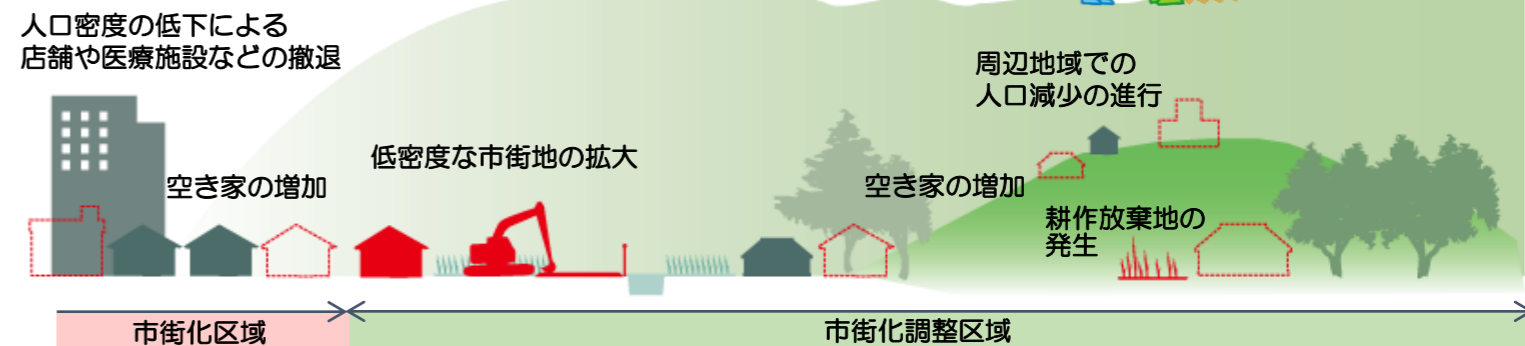 人口密度の低下による
店舗や医療施設などの撤退
周辺地域での
人口減少の進行
低密度な市街地の拡大
空き家の増加
空き家の増加
耕作放棄地の
発生
市街化区域
市街化調整区域